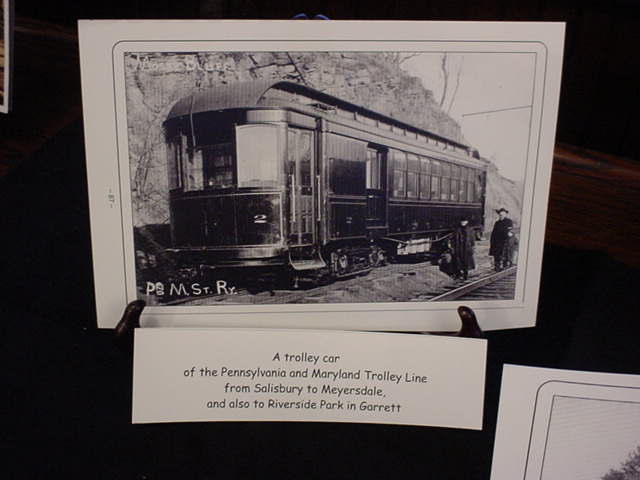 2
P& M. St. Ry.
- 87 -
A trolley car
of the Pennsylvania and Maryland Trolley Line
from Salisbury to Meyersdale,
and also to Riverside Park in Garrett